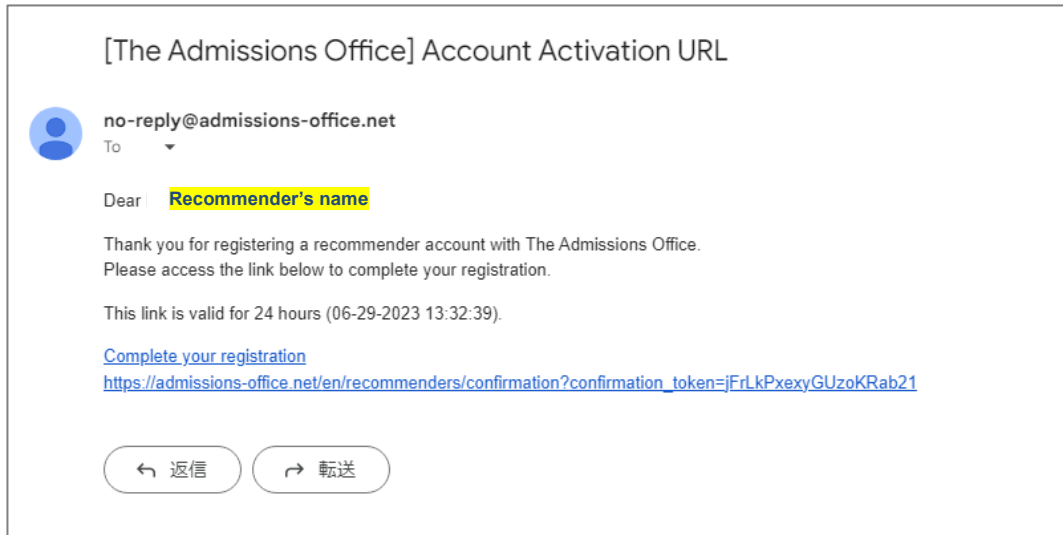 [The Admissions Office] Account Activation URL
no-reply@admissions-office.net
To
Dear Recommender's name
Thank you for registering a recommender account with The Admissions Office.
Please access the link below to complete your registration.
This link is valid for 24 hours (06-29-2023 13:32:39).
Complete your registration
https://admissions-office.net/en/recommenders/confirmation?confirmation_token=jFrLkPxexyGUzoKRab21
返信 転送